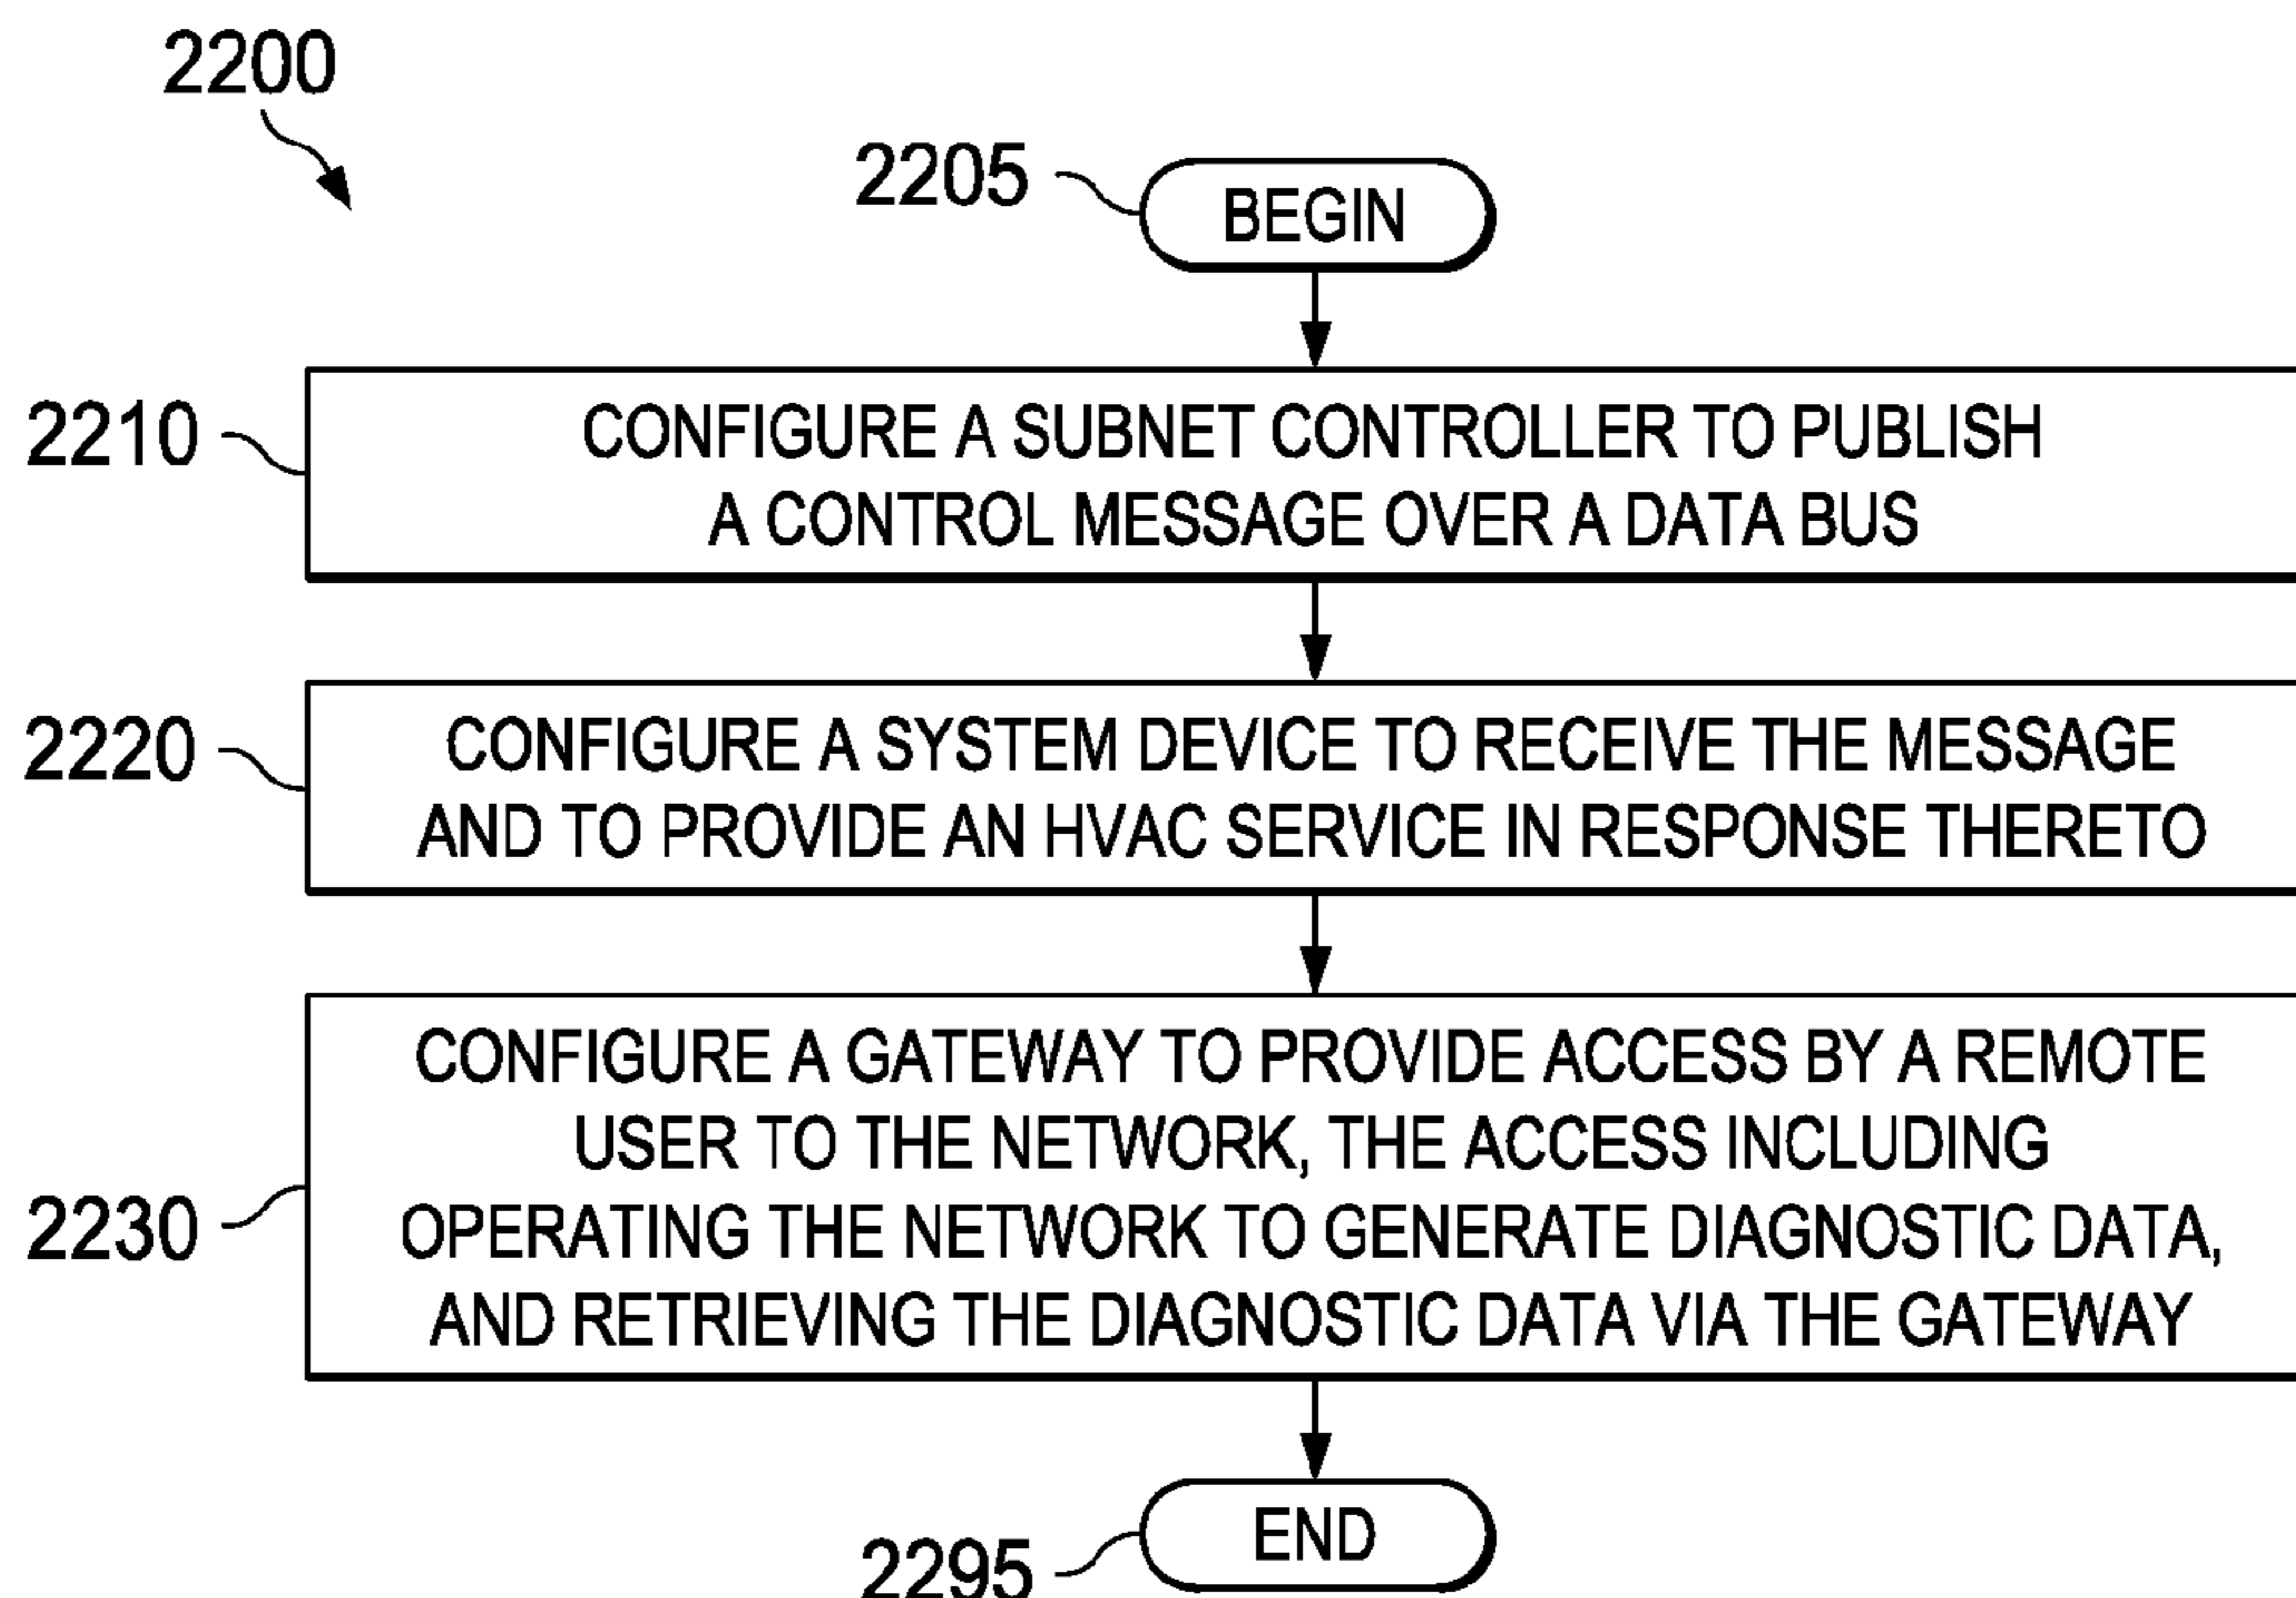 2200
2205
BEGIN
2210
CONFIGURE A SUBNET CONTROLLER TO PUBLISH
A CONTROL MESSAGE OVER A DATA BUS
2220
CONFIGURE A SYSTEM DEVICE TO RECEIVE THE MESSAGE
AND TO PROVIDE AN HVAC SERVICE IN RESPONSE THERETO
2230
CONFIGURE A GATEWAY TO PROVIDE ACCESS BY A REMOTE
USER TO THE NETWORK, THE ACCESS INCLUDING
OPERATING THE NETWORK TO GENERATE DIAGNOSTIC DATA,
AND RETRIEVING THE DIAGNOSTIC DATA VIA THE GATEWAY
2295
END